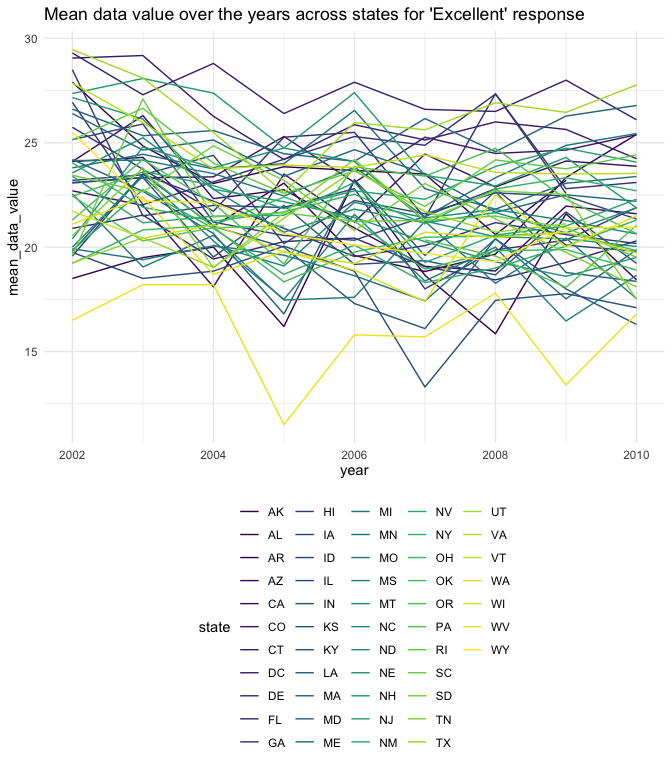 Mean data value over the years across states for 'Excellent' response
30
25
20
15
mean_data_value
2002 2004 2006 2008 2010
year
state
AK HI MI NV UT
AL IA MN NY VA
AR ID MO OH VT
AZ IL MS OK WA
CA IN MT OR WI
CO KS NC PA WV
CT KY ND RI WY
DC LA NE SC
DE MA NH SD
FL MD NJ TN
GA ME NM TX